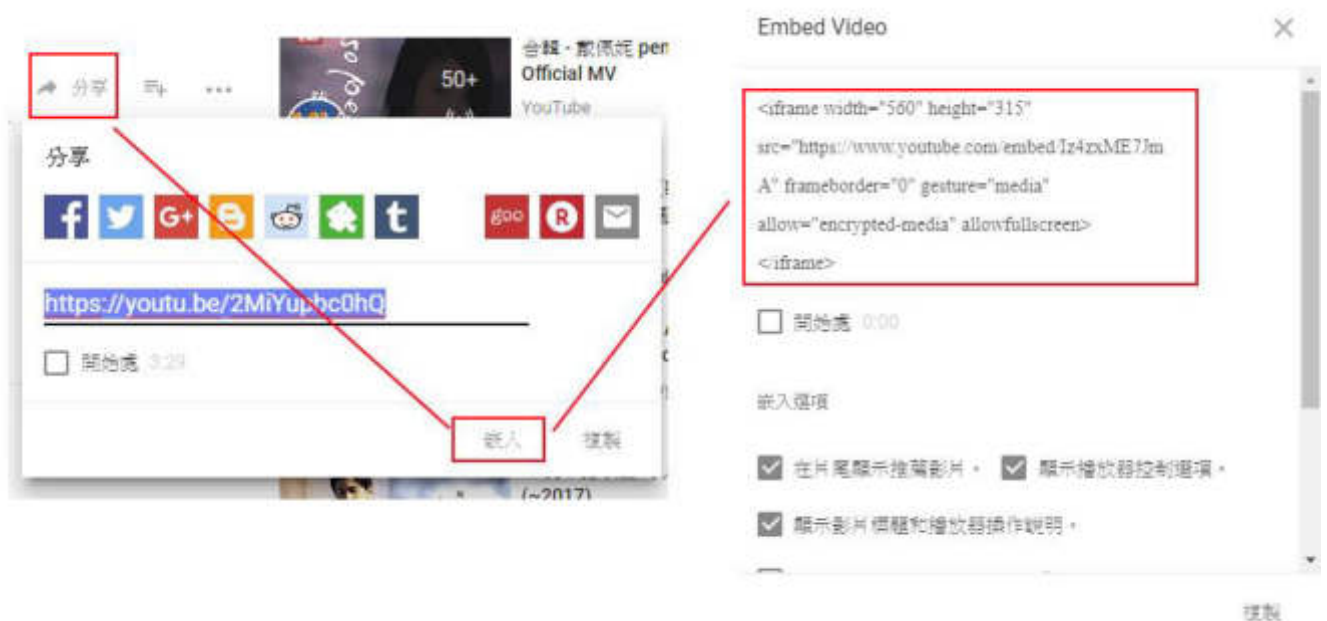 分享
50+
合輯 - 戴佩妮 pen
Official MV
YouTube
分享
G+
goo
R
https://youtu.be/2MiYupbc0hQ
開始處 3:29
嵌入 複製
(~2017)
Embed Video
<iframe width="560" height="315"
src="https://www.youtube.com/embed/Iz4zxME7Jm
A" frameborder="0" gesture="media"
allow="encrypted-media" allowfullscreen>
</iframe>
開始處 0:00
嵌入選項
在片尾顯示推薦影片。 顯示播放器控制選項。
顯示影片標題和播放器操作說明。
複製